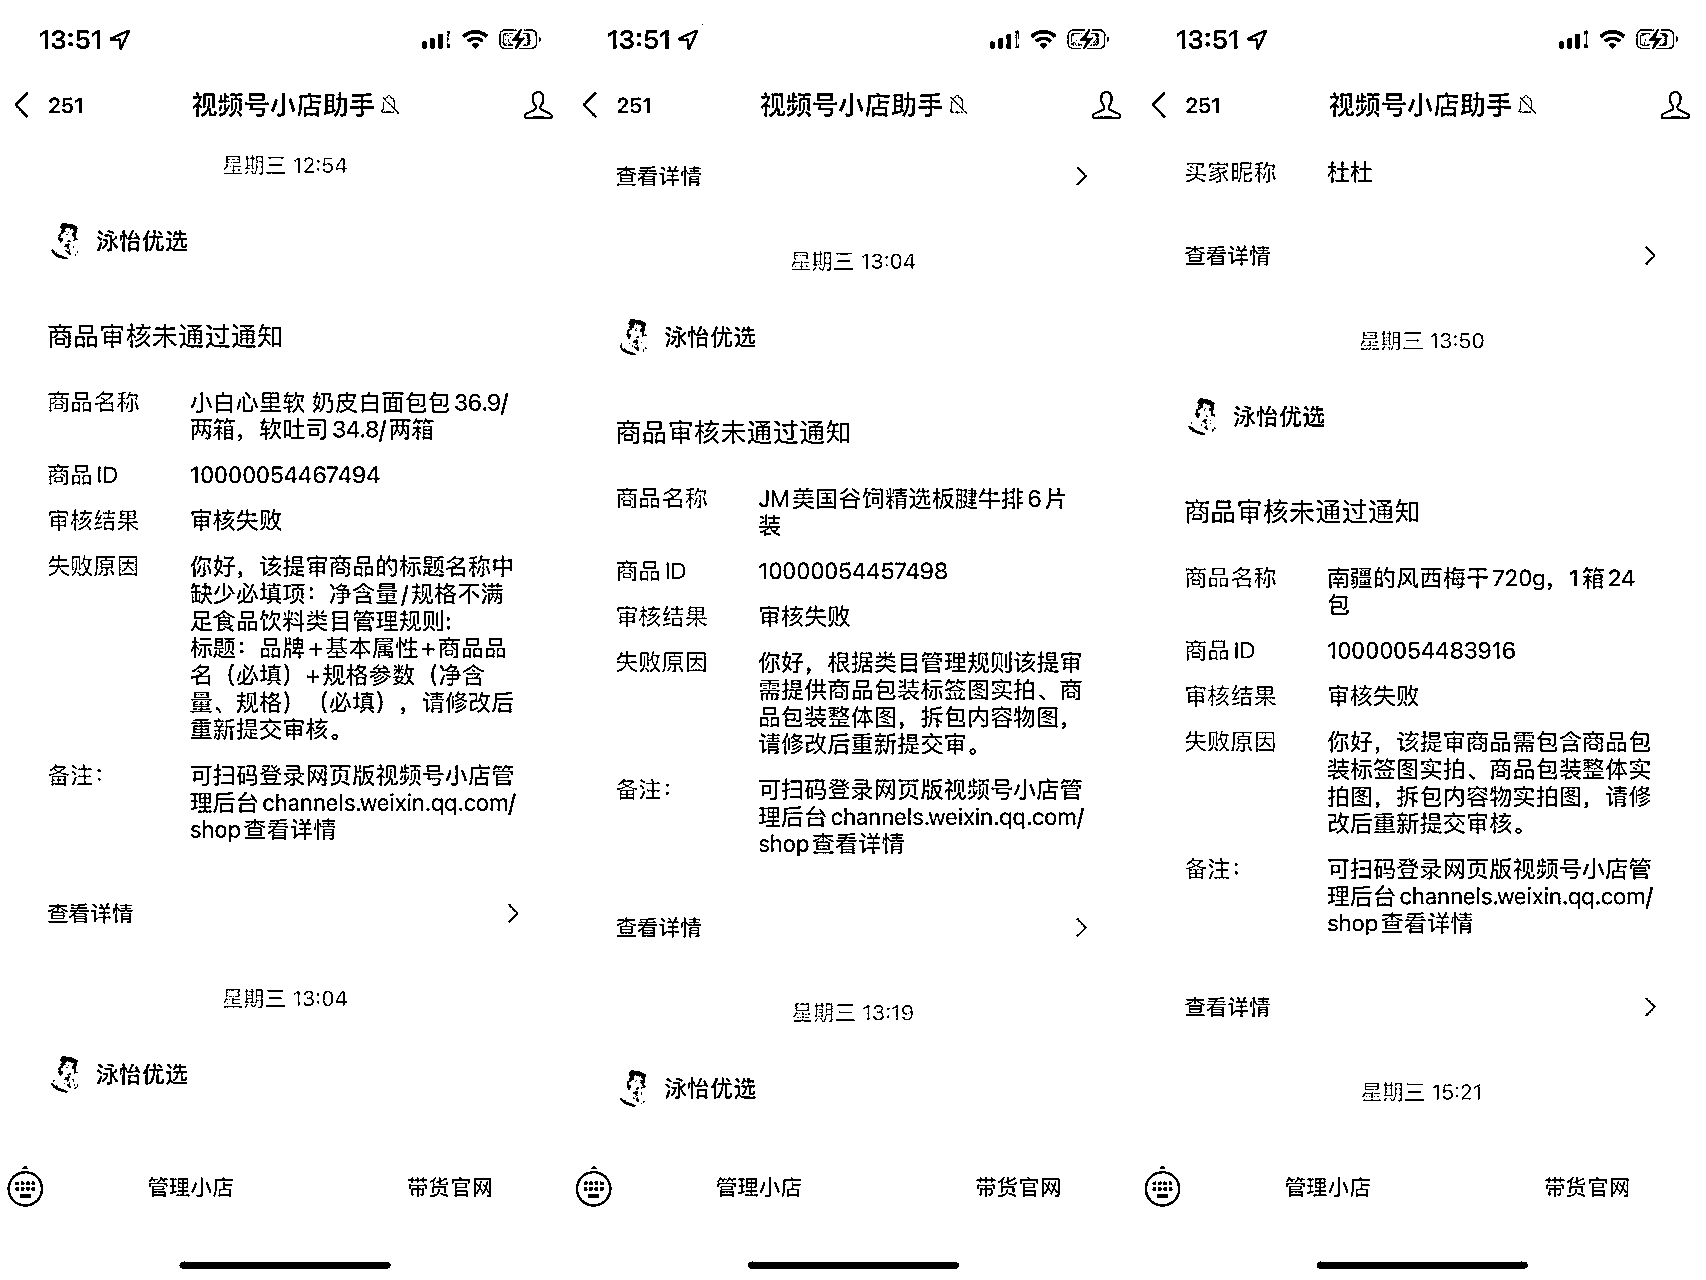 13:51
251
视频号小店助手
星期三 12:54
泳怡优选
商品审核未通过通知
商品名称 小白心里软 奶皮白面包包36.9/
两箱，软吐司34.8/两箱
商品ID 10000054467494
审核结果 审核失败
失败原因 你好，该提审商品的标题名称中
缺少必填项：净含量/规格不满
足食品饮料类目管理规则:
标题：品牌+基本属性+商品品
名（必填）+规格参数（净含
量、规格）（必填），请修改后
重新提交审核。
备注： 可扫码登录网页版视频号小店管
理后台channels.weixin.qq.com/
shop查看详情
查看详情
星期三 13:04
泳怡优选
管理小店 带货官网
13:51
251
视频号小店助手
查看详情
星期三 13:04
泳怡优选
商品审核未通过通知
商品名称 JM美国谷饲精选板腱牛排6片
装
商品ID 10000054457498
审核结果 审核失败
失败原因 你好，根据类目管理规则该提审
需提供商品包装标签图实拍、商
品包装整体图，拆包内容物图，
请修改后重新提交审。
备注： 可扫码登录网页版视频号小店管
理后台channels.weixin.qq.com/
shop查看详情
查看详情
星期三 13:19
泳怡优选
管理小店 带货官网
13:51
251
视频号小店助手
买家昵称 杜杜
查看详情
星期三 13:50
泳怡优选
商品审核未通过通知
商品名称 南疆的风西梅干720g，1箱24
包
商品ID 10000054483916
审核结果 审核失败
失败原因 你好，该提审商品需包含商品包
装标签图实拍、商品包装整体实
拍图，拆包内容物实拍图，请修
改后重新提交审核。
备注： 可扫码登录网页版视频号小店管
理后台channels.weixin.qq.com/
shop查看详情
查看详情
星期三 15:21
管理小店 带货官网